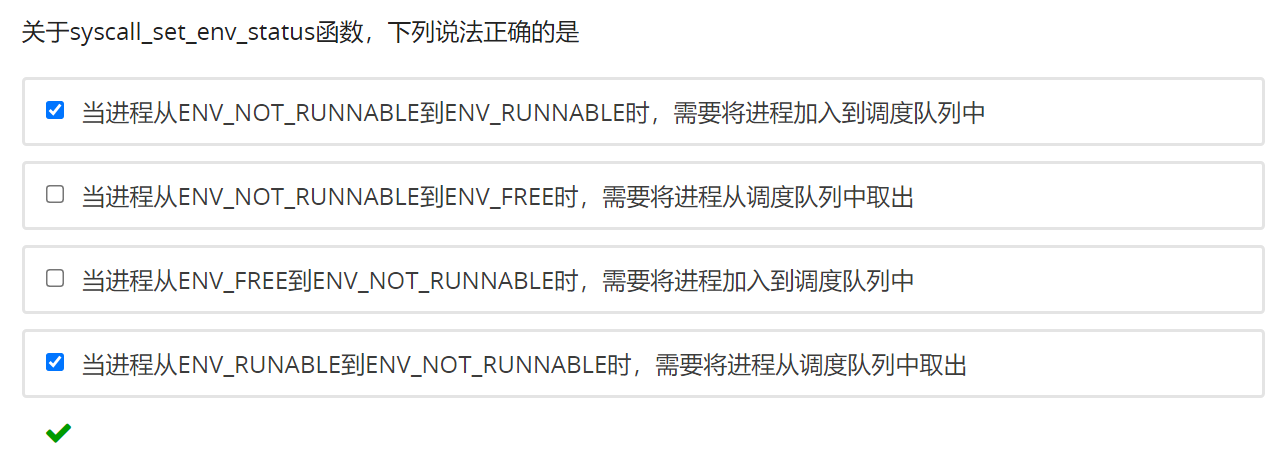 关于syscall_set_env_status函数，下列说法正确的是
当进程从ENV_NOT_RUNNABLE到ENV_RUNNABLE时，需要将进程加入到调度队列中
当进程从ENV_NOT_RUNNABLE到ENV_FREE时，需要将进程从调度队列中取出
当进程从ENV_FREE到ENV_NOT_RUNNABLE时，需要将进程加入到调度队列中
当进程从ENV_RUNABLE到ENV_NOT_RUNNABLE时，需要将进程从调度队列中取出